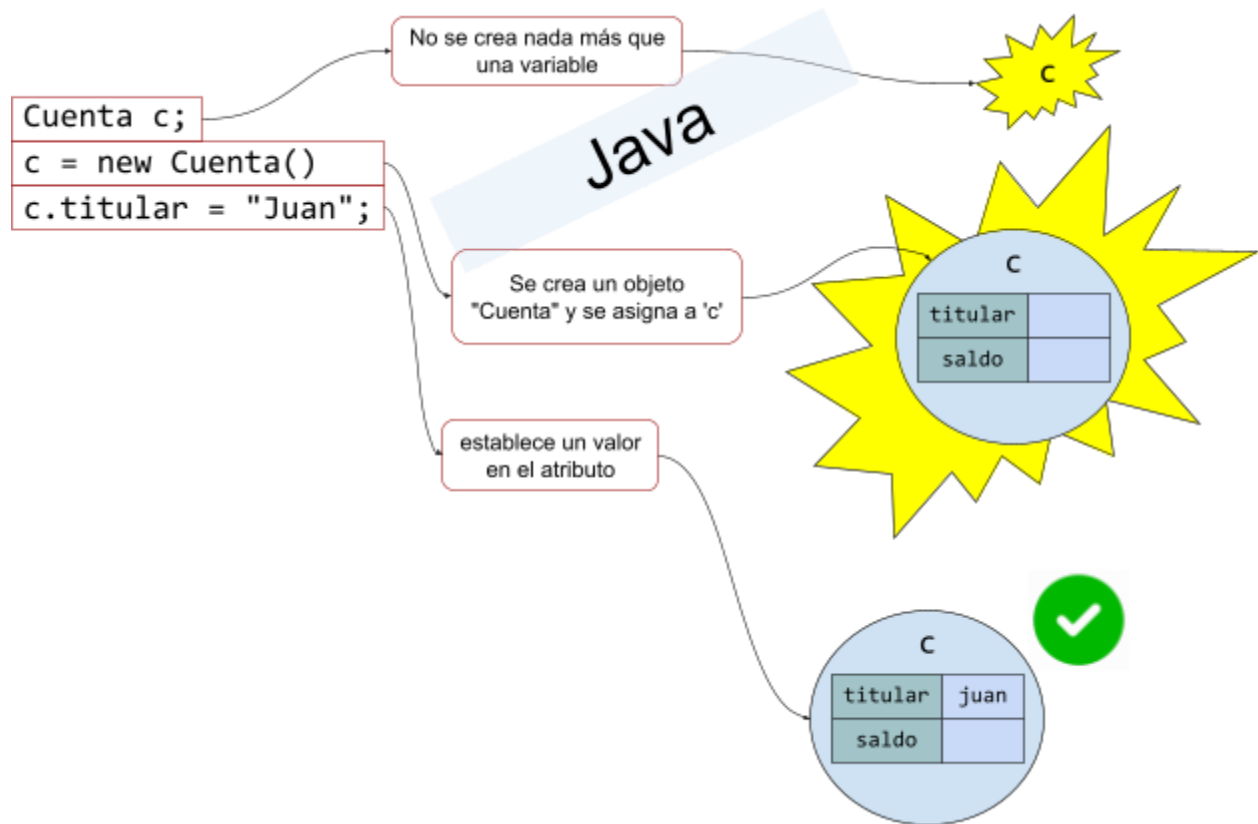 No se crea nada más que
una variable
c
Cuenta c;
c = new Cuenta()
c.titular = "Juan";
Java
Se crea un objeto
"Cuenta" y se asigna a 'c'
c
titular
saldo
establece un valor
en el atributo
c
titular juan
saldo